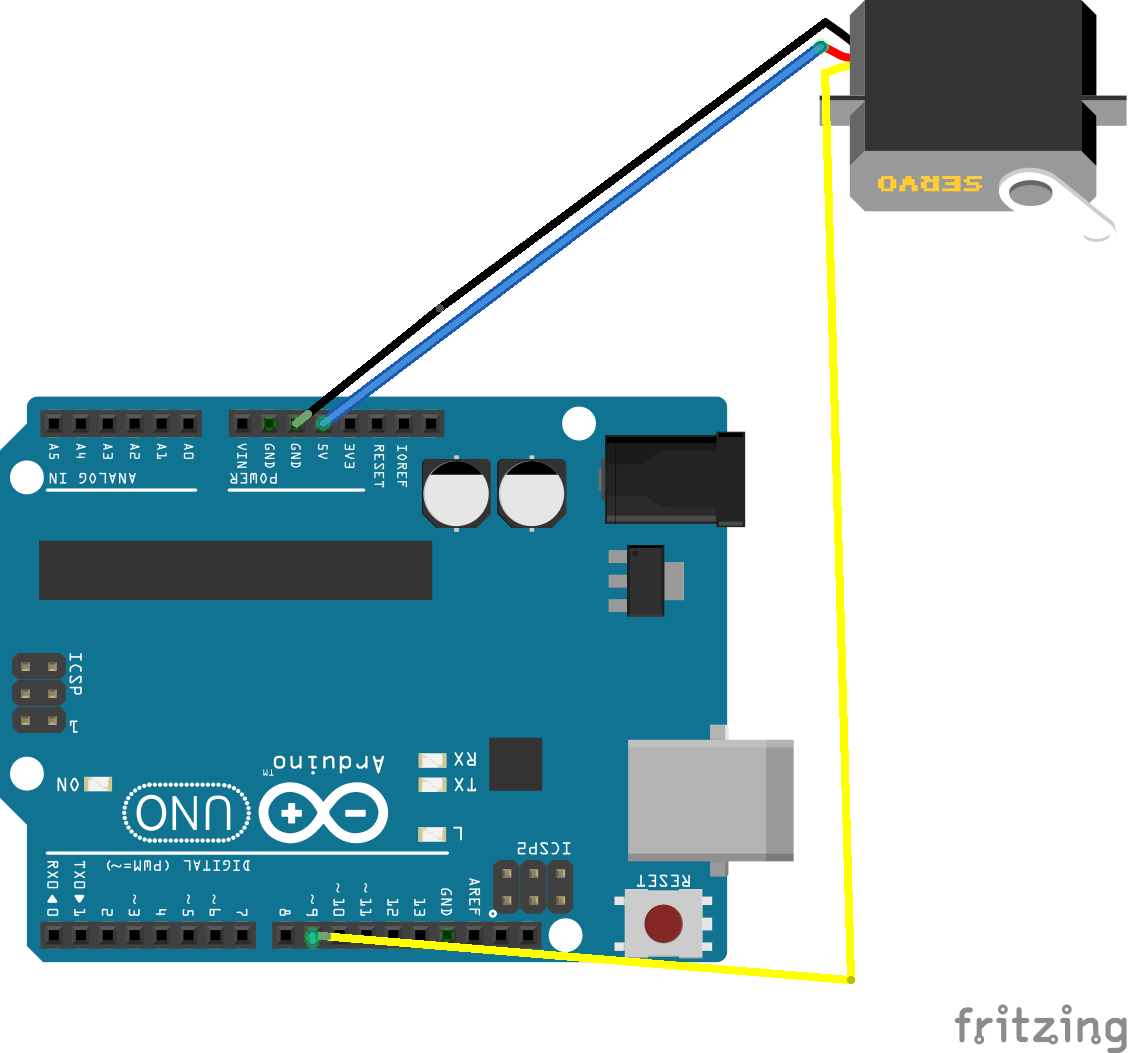 SERVO
A5 A4 A3 A2 A1 A0
VIN GND GND 5V 3V3 RESET IOREF
ANALOG IN
POWER
ICSP
1
Arduino™
RX
ON
UNO
TX
L
DIGITAL (PWM=~)
ICSP2
RESET
RX0◄0 TX0►1 2 ~3 4 ~5 ~6 7 8 ~9 ~10 ~11 12 13 GND AREF
fritzing